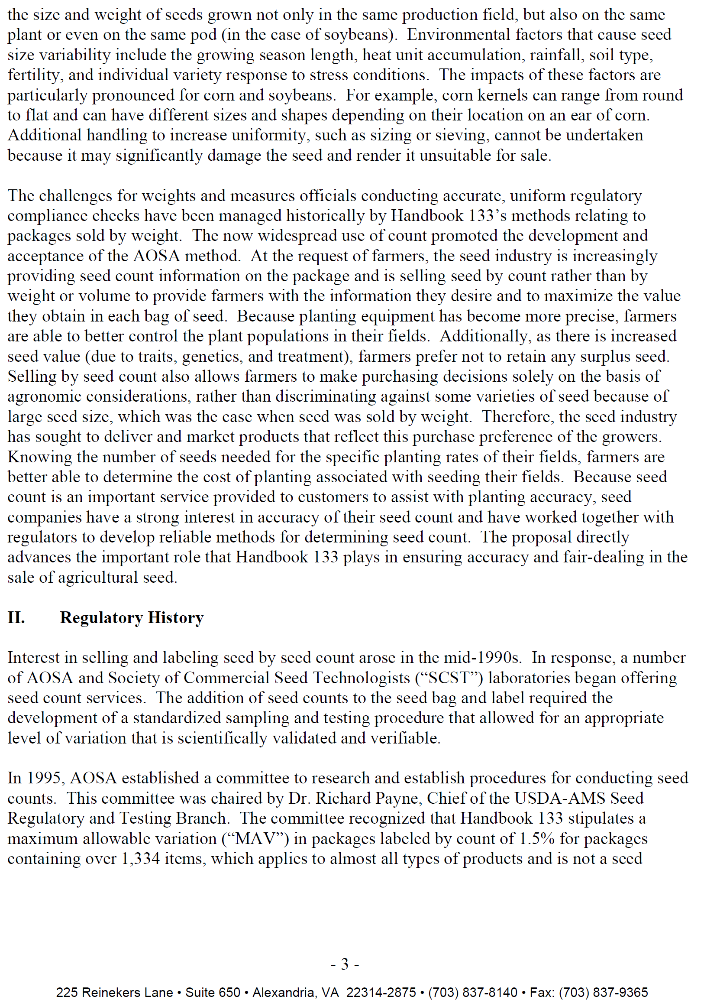 the size and weight of seeds grown not only in the same production field, but also on the same
plant or even on the same pod (in the case of soybeans).  Environmental factors that cause seed
size variability include the growing season length, heat unit accumulation, rainfall, soil type,
fertility, and individual variety response to stress conditions.  The impacts of these factors are
particularly pronounced for corn and soybeans.  For example, corn kernels can range from round
to flat and can have different sizes and shapes depending on their location on an ear of corn.
Additional handling to increase uniformity, such as sizing or sieving, cannot be undertaken
because it may significantly damage the seed and render it unsuitable for sale.

The challenges for weights and measures officials conducting accurate, uniform regulatory
compliance checks have been managed historically by Handbook 133’s methods relating to
packages sold by weight.  The now widespread use of count promoted the development and
acceptance of the AOSA method.  At the request of farmers, the seed industry is increasingly
providing seed count information on the package and is selling seed by count rather than by
weight or volume to provide farmers with the information they desire and to maximize the value
they obtain in each bag of seed.  Because planting equipment has become more precise, farmers
are able to better control the plant populations in their fields.  Additionally, as there is increased
seed value (due to traits, genetics, and treatment), farmers prefer not to retain any surplus seed.
Selling by seed count also allows farmers to make purchasing decisions solely on the basis of
agronomic considerations, rather than discriminating against some varieties of seed because of
large seed size, which was the case when seed was sold by weight.  Therefore, the seed industry
has sought to deliver and market products that reflect this purchase preference of the growers.
Knowing the number of seeds needed for the specific planting rates of their fields, farmers are
better able to determine the cost of planting associated with seeding their fields.  Because seed
count is an important service provided to customers to assist with planting accuracy, seed
companies have a strong interest in accuracy of their seed count and have worked together with
regulators to develop reliable methods for determining seed count.  The proposal directly
advances the important role that Handbook 133 plays in ensuring accuracy and fair-dealing in the
sale of agricultural seed.

II. Regulatory History

Interest in selling and labeling seed by seed count arose in the mid-1990s.  In response, a number
of AOSA and Society of Commercial Seed Technologists (“SCST”) laboratories began offering
seed count services.  The addition of seed counts to the seed bag and label required the
development of a standardized sampling and testing procedure that allowed for an appropriate
level of variation that is scientifically validated and verifiable.

In 1995, AOSA established a committee to research and establish procedures for conducting seed
counts.  This committee was chaired by Dr. Richard Payne, Chief of the USDA-AMS Seed
Regulatory and Testing Branch.  The committee recognized that Handbook 133 stipulates a
maximum allowable variation (“MAV”) in packages labeled by count of 1.5% for packages
containing over 1,334 items, which applies to almost all types of products and is not a seed

- 3 -
225 Reinekers Lane • Suite 650 • Alexandria, VA  22314-2875 • (703) 837-8140 • Fax: (703) 837-9365